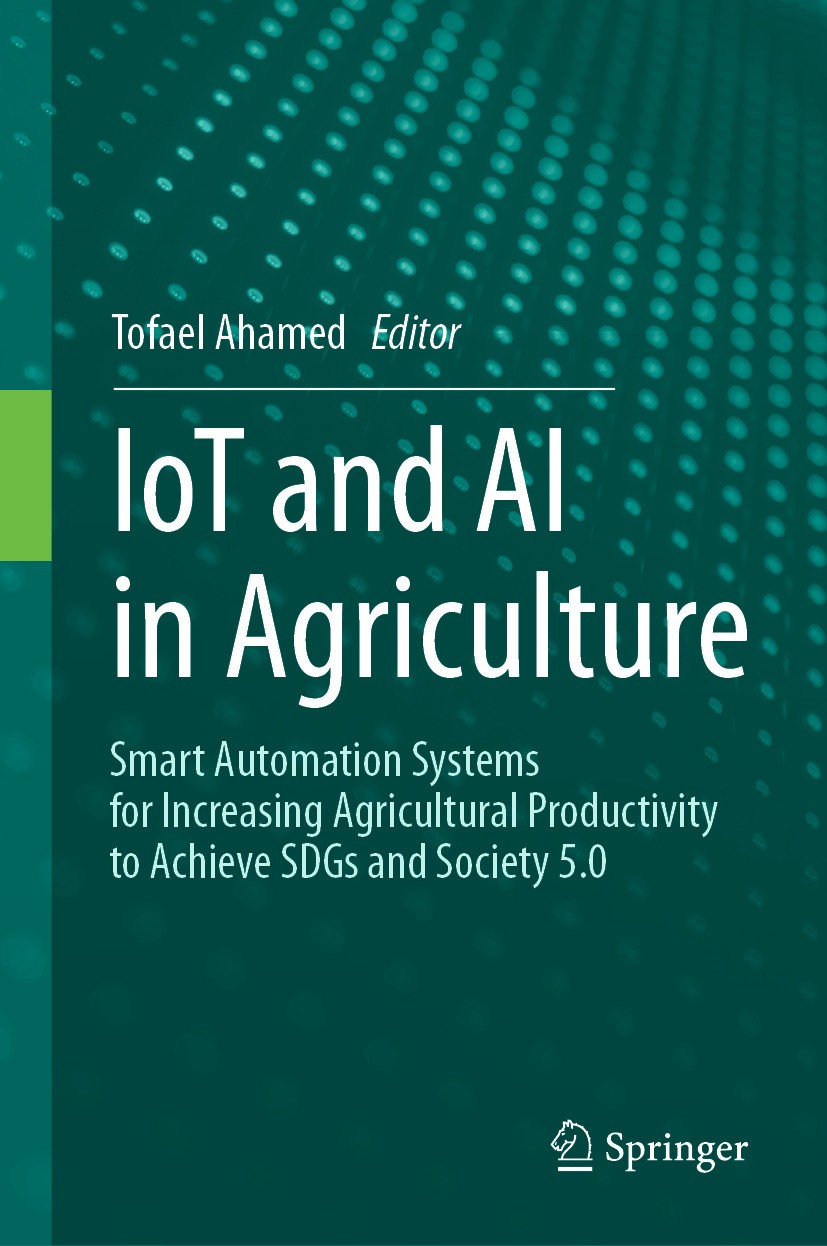 Tofael Ahamed Editor
IoT and AI
in Agriculture
Smart Automation Systems
for Increasing Agricultural Productivity
to Achieve SDGs and Society 5.0
Springer